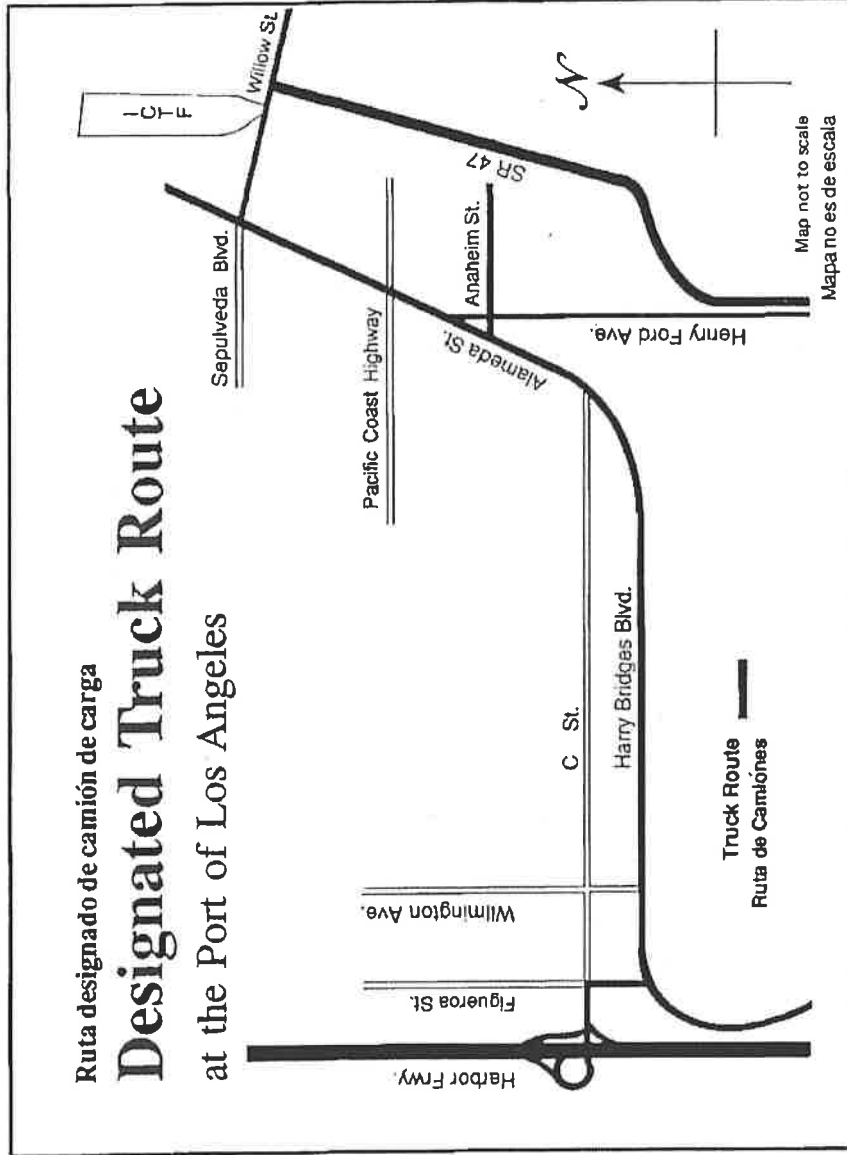 Ruta designado de camión de carga
Designated Truck Route
at the Port of Los Angeles
I
C
T
F
Willow St.
Sepulveda Blvd.
Pacific Coast Highway
SR 47
Anaheim St.
Alameda St.
Henry Ford Ave.
N
C St.
Harry Bridges Blvd.
Wilmington Ave.
Figueroa St.
Harbor Frwy.
Truck Route
Ruta de Camiónes
Map not to scale
Mapa no es de escala